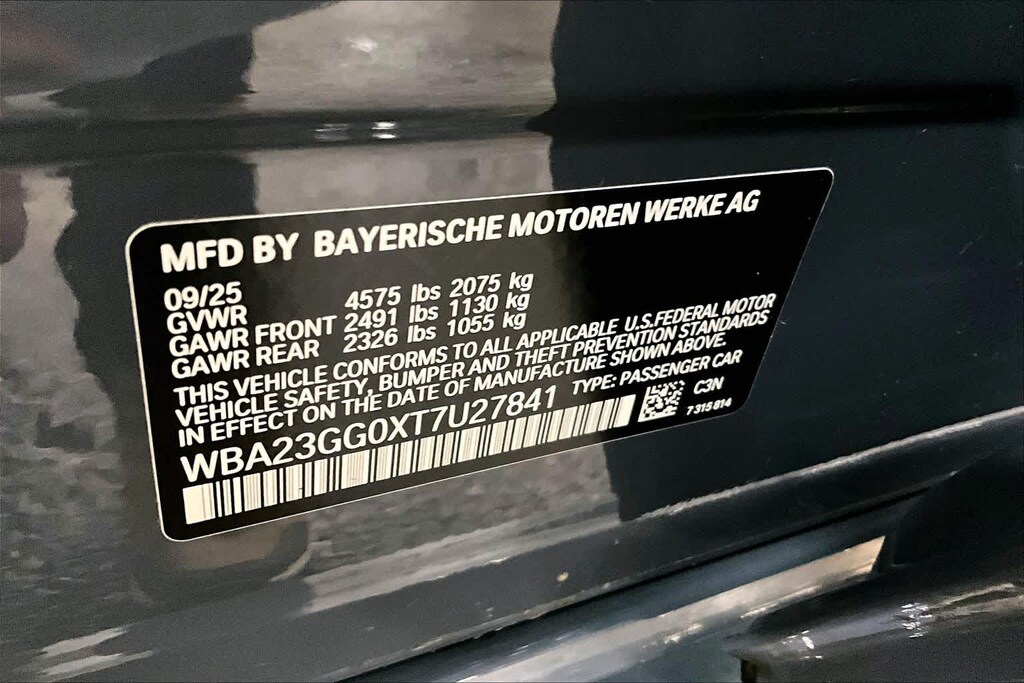 MFD BY BAYERISCHE MOTOREN WERKE AG
09/25
GVWR 4575 lbs 2075 kg
GAWR FRONT 2491 lbs 1130 kg
GAWR REAR 2326 lbs 1055 kg
THIS VEHICLE CONFORMS TO ALL APPLICABLE U.S.FEDERAL MOTOR
VEHICLE SAFETY, BUMPER AND THEFT PREVENTION STANDARDS
IN EFFECT ON THE DATE OF MANUFACTURE SHOWN ABOVE.
WBA23GG0XT7U27841 TYPE: PASSENGER CAR
C3N
7 315 814